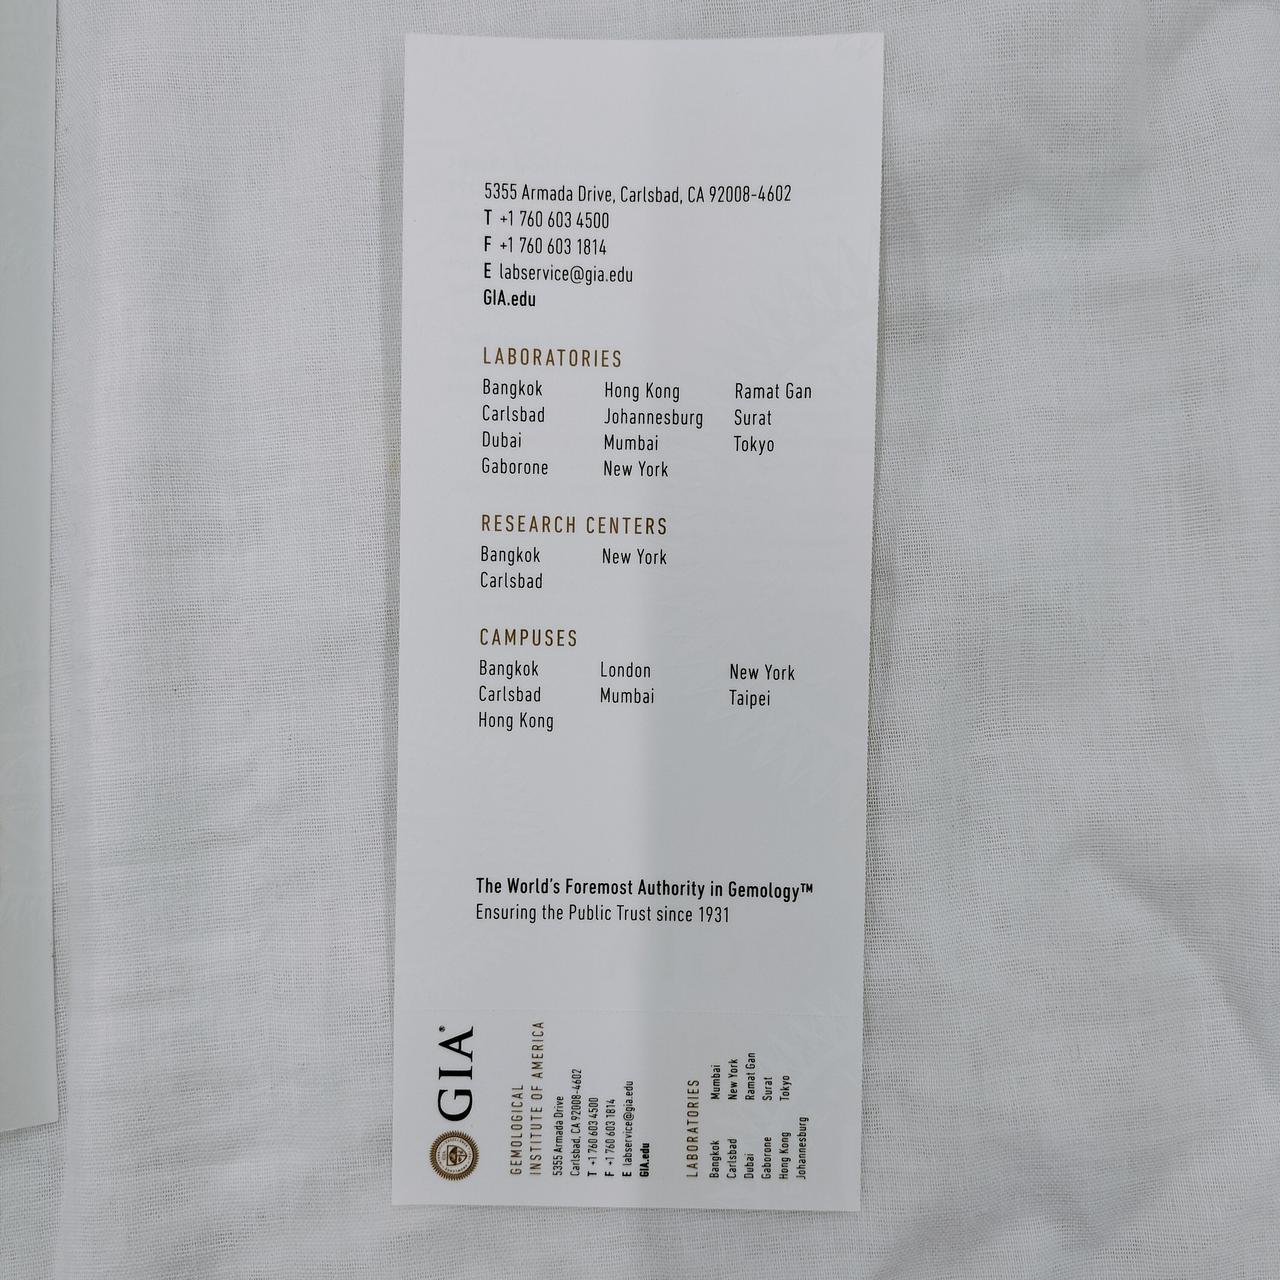 5355 Armada Drive, Carlsbad, CA 92008-4602
T +1 760 603 4500
F +1 760 603 1814
E labservice@gia.edu
GIA.edu
LABORATORIES
Bangkok Hong Kong Ramat Gan
Carlsbad Johannesburg Surat
Dubai Mumbai Tokyo
Gaborone New York
RESEARCH CENTERS
Bangkok New York
Carlsbad
CAMPUSES
Bangkok London New York
Carlsbad Mumbai Taipei
Hong Kong
The World's Foremost Authority in Gemology™
Ensuring the Public Trust since 1931
GIA®
GEMOLOGICAL
INSTITUTE OF AMERICA
5355 Armada Drive
Carlsbad, CA 92008-4602
T +1 760 603 4500
F +1 760 603 1814
E labservice@gia.edu
GIA.edu
LABORATORIES
Bangkok Mumbai
Carlsbad New York
Dubai Ramat Gan
Gaborone Surat
Hong Kong Tokyo
Johannesburg